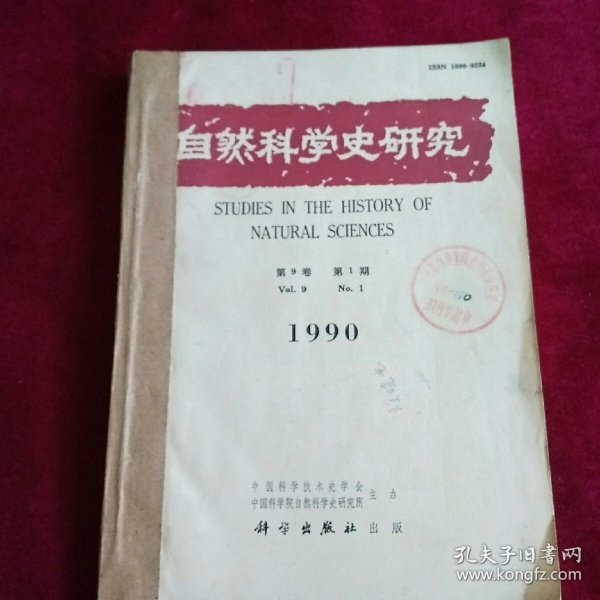 ISSN 1000-0224
自然科学史研究
STUDIES IN THE HISTORY OF
NATURAL SCIENCES
第9卷 第1期
Vol. 9 No. 1
1990
中国科学技术史学会
中国科学院自然科学史研究所
主办
科学出版社 出版
孔夫子旧书网
www.kongfz.com